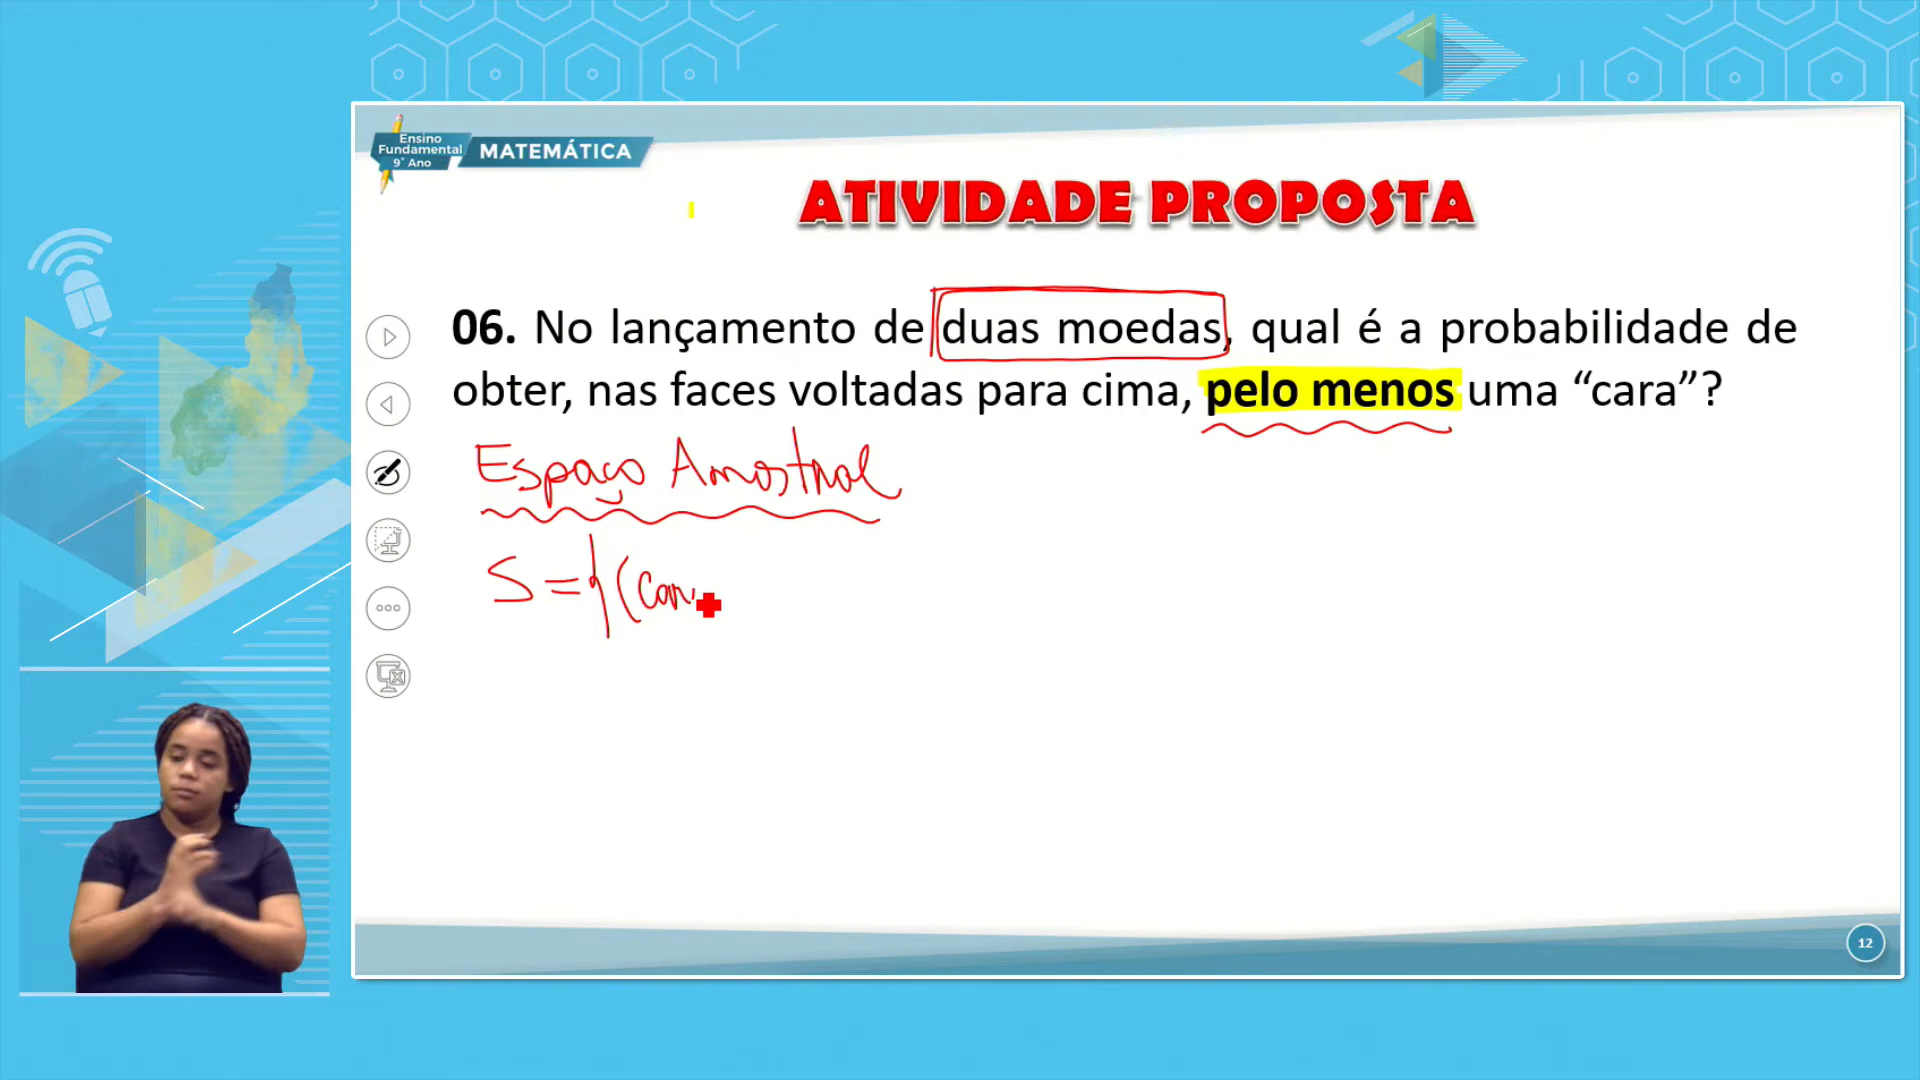 Ensino
Fundamental
9° Ano
MATEMÁTICA
ATIVIDADE PROPOSTA
06. No lançamento de duas moedas, qual é a probabilidade de
obter, nas faces voltadas para cima, pelo menos uma “cara”?
Espaço Amostral
S = { (Car
12